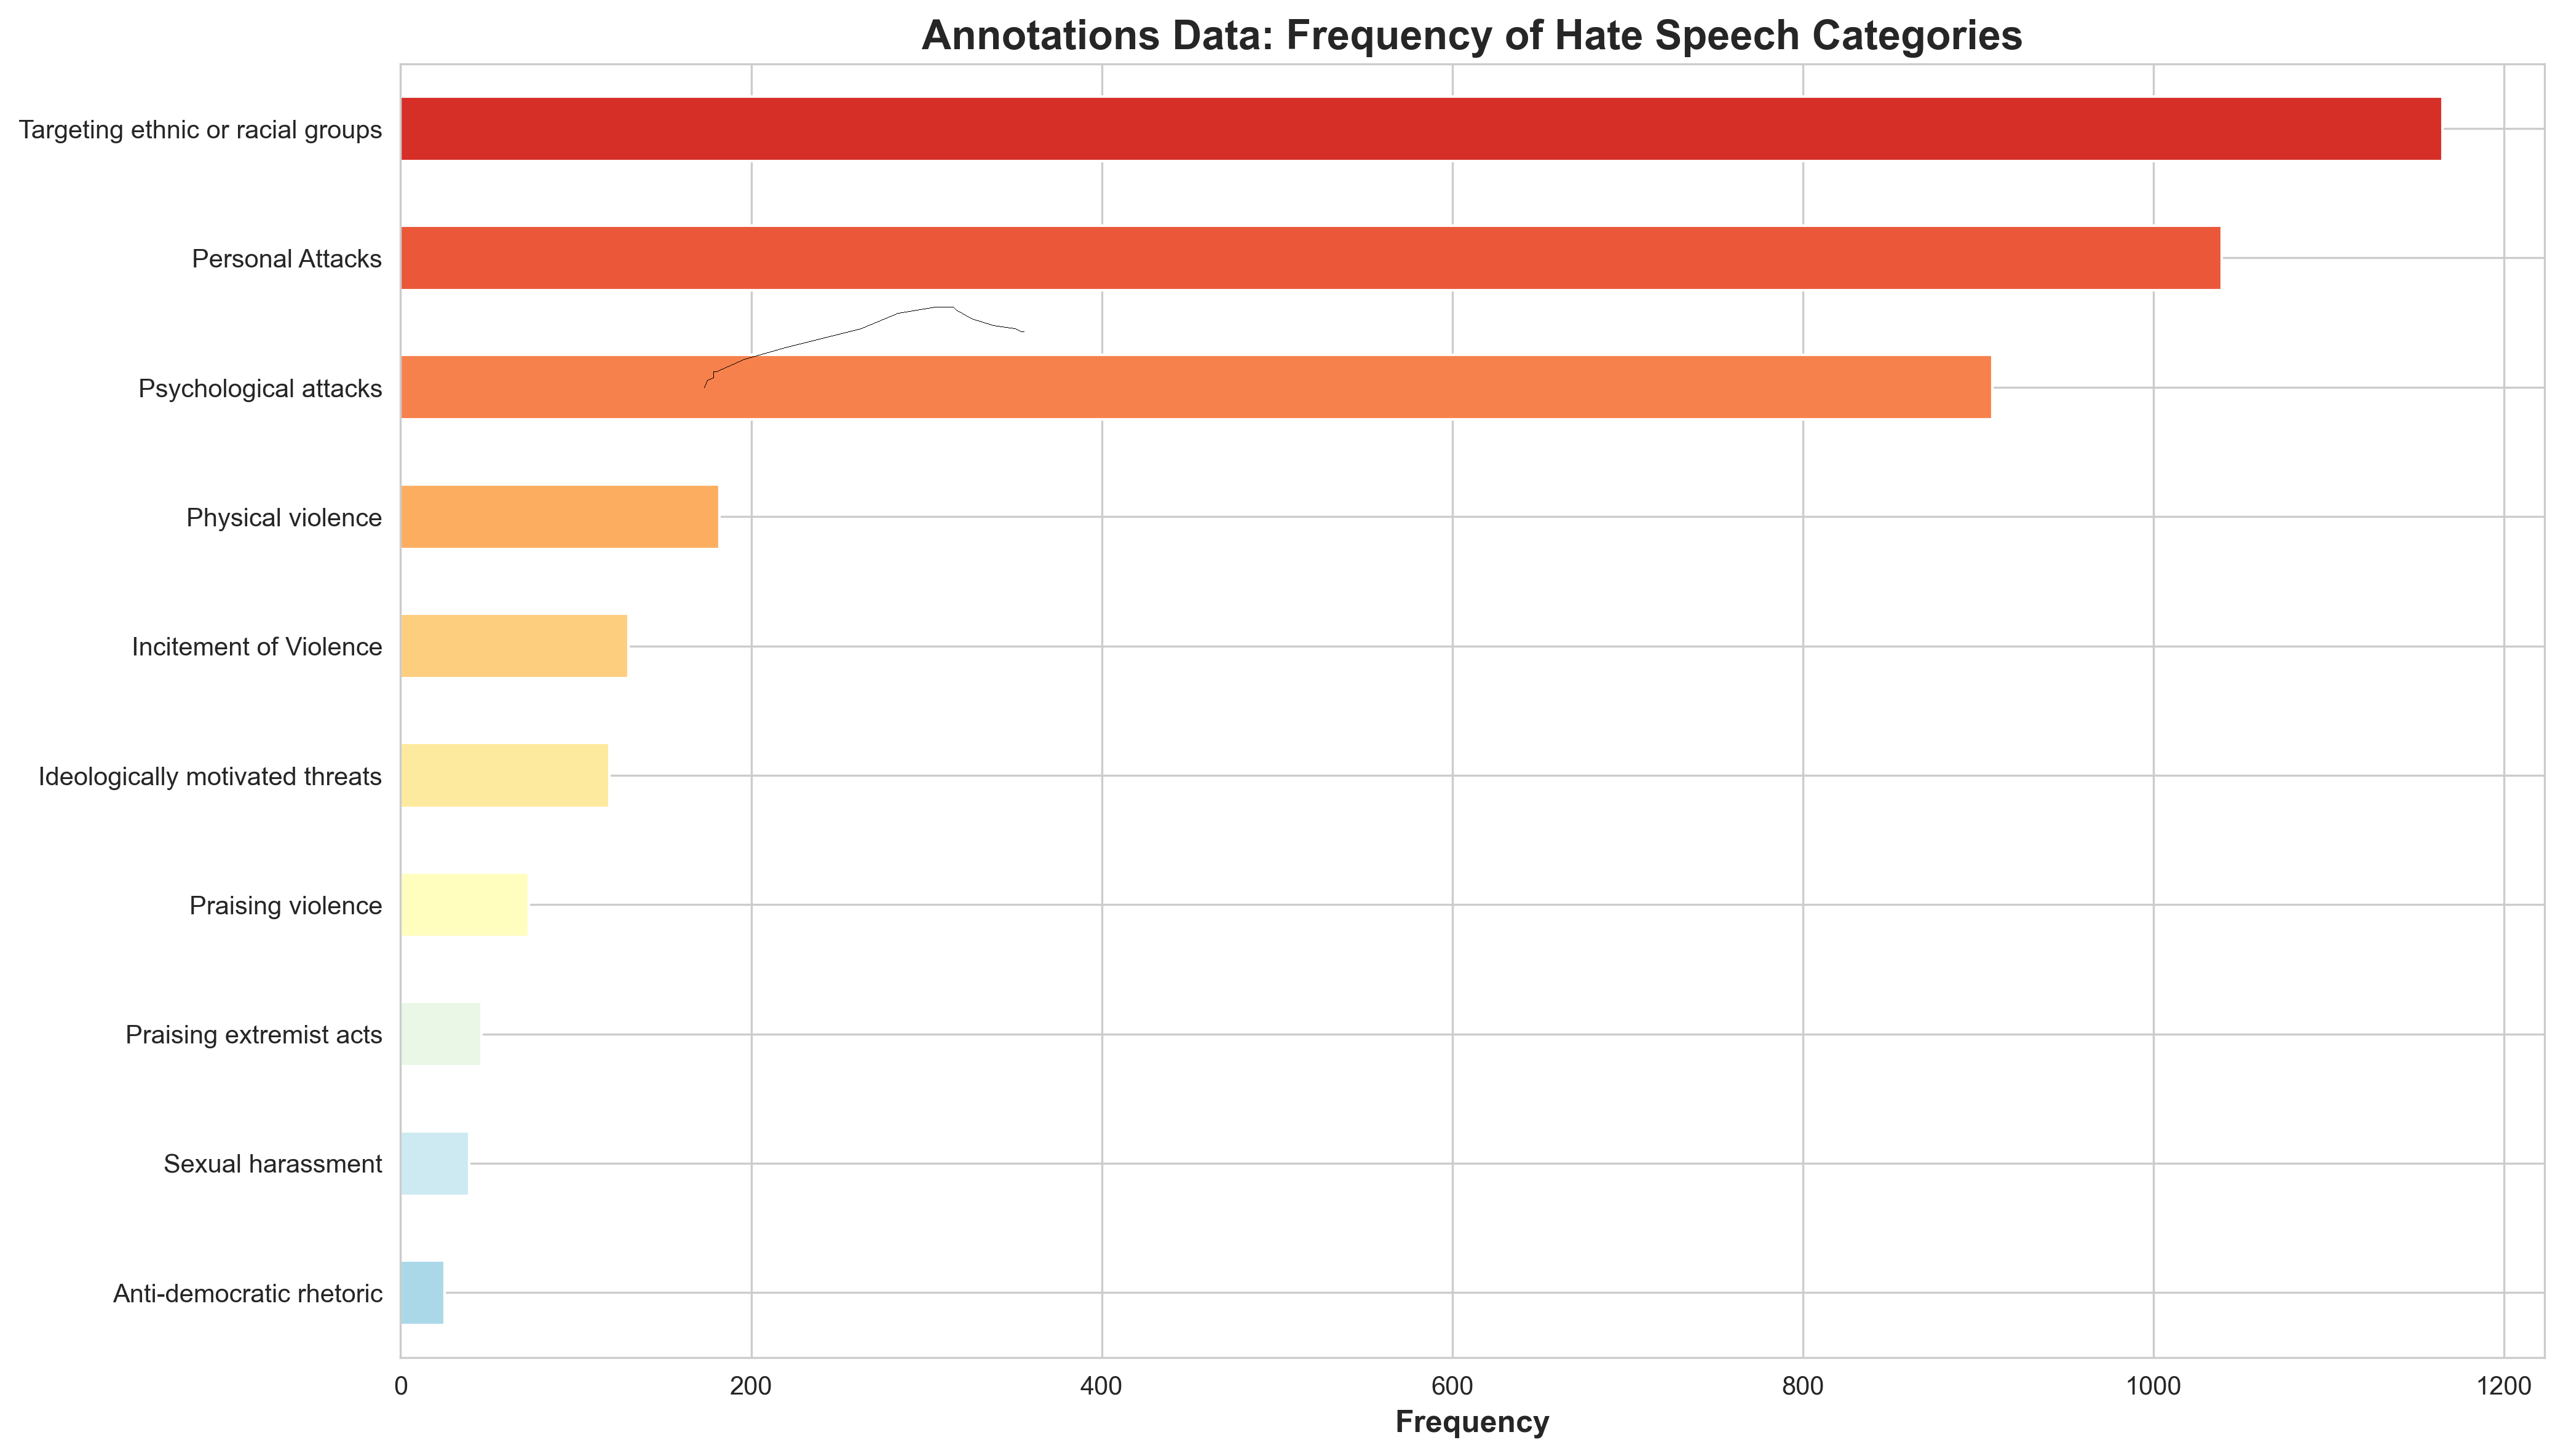 Annotations Data: Frequency of Hate Speech Categories
Targeting ethnic or racial groups
Personal Attacks
Psychological attacks
Physical violence
Incitement of Violence
Ideologically motivated threats
Praising violence
Praising extremist acts
Sexual harassment
Anti-democratic rhetoric
0 200 400 600 800 1000 1200
Frequency